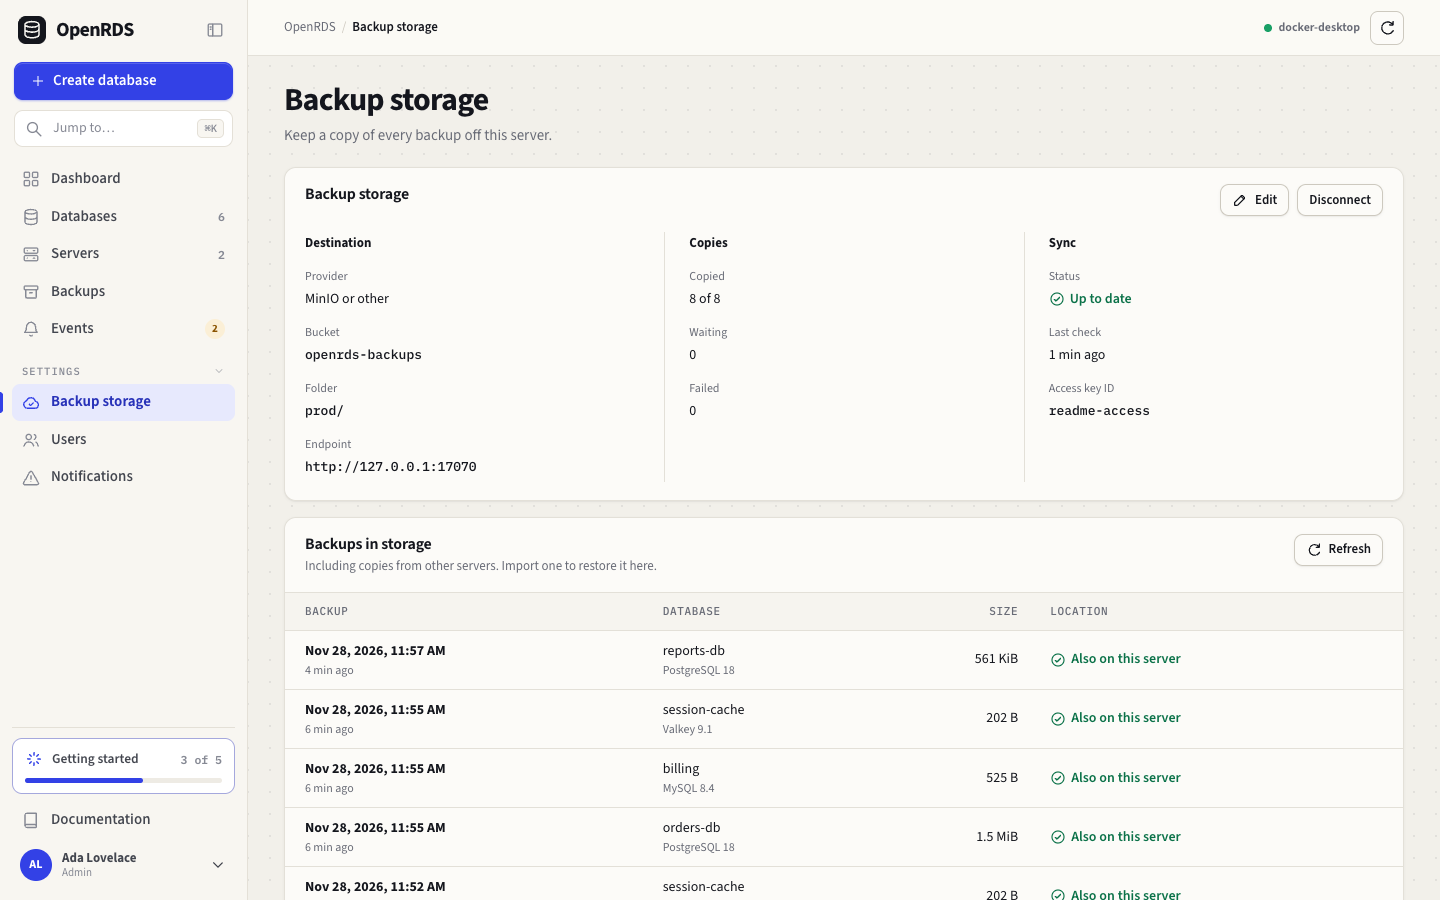 OpenRDS
Create database
Jump to…
⌘K
Dashboard
Databases 6
Servers 2
Backups
Events 2
SETTINGS
Backup storage
Users
Notifications
Getting started 3 of 5
Documentation
AL
Ada Lovelace
Admin
OpenRDS / Backup storage
docker-desktop
Backup storage
Keep a copy of every backup off this server.
Backup storage
Edit
Disconnect
Destination
Provider
MinIO or other
Bucket
openrds-backups
Folder
prod/
Endpoint
http://127.0.0.1:17070
Copies
Copied
8 of 8
Waiting
0
Failed
0
Sync
Status
Up to date
Last check
1 min ago
Access key ID
readme-access
Backups in storage
Including copies from other servers. Import one to restore it here.
Refresh
BACKUP DATABASE SIZE LOCATION
Nov 28, 2026, 11:57 AM
4 min ago
reports-db
PostgreSQL 18
561 KiB
Also on this server
Nov 28, 2026, 11:55 AM
6 min ago
session-cache
Valkey 9.1
202 B
Also on this server
Nov 28, 2026, 11:55 AM
6 min ago
billing
MySQL 8.4
525 B
Also on this server
Nov 28, 2026, 11:55 AM
6 min ago
orders-db
PostgreSQL 18
1.5 MiB
Also on this server
Nov 28, 2026, 11:52 AM
session-cache
202 B
Also on this server